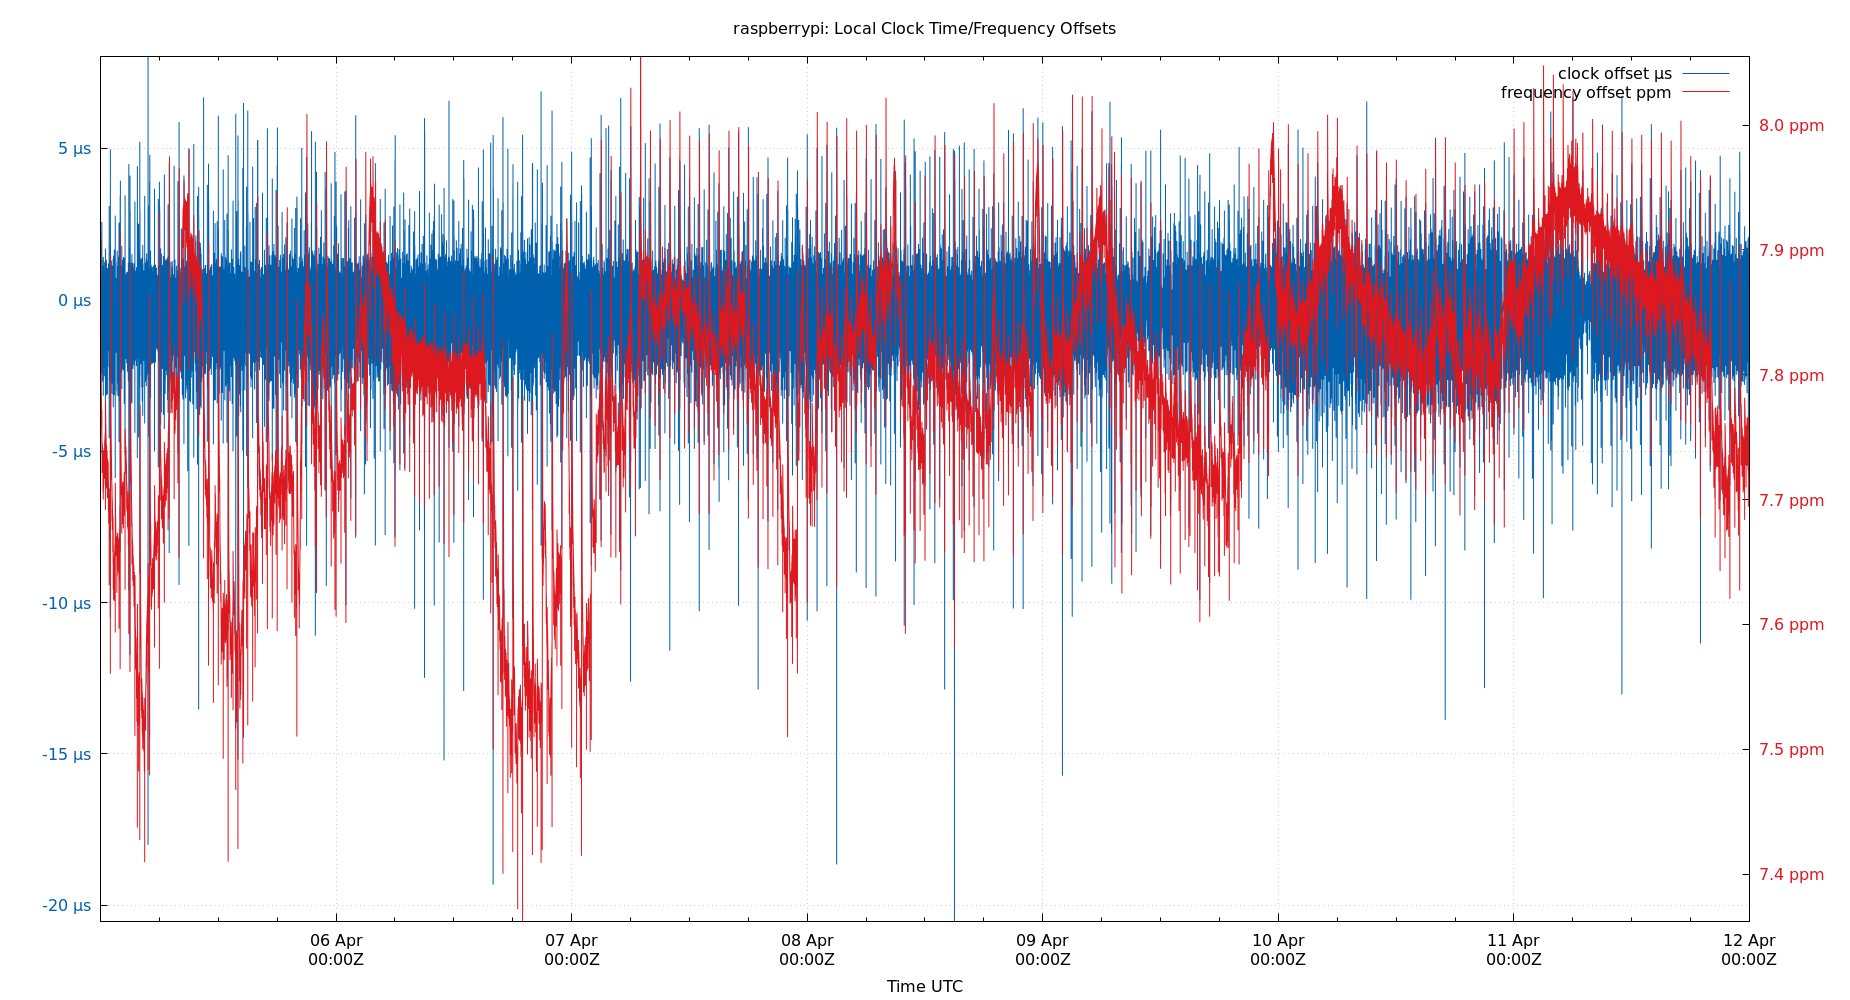 raspberrypi: Local Clock Time/Frequency Offsets
clock offset µs
frequency offset ppm
5 µs
0 µs
-5 µs
-10 µs
-15 µs
-20 µs
8.0 ppm
7.9 ppm
7.8 ppm
7.7 ppm
7.6 ppm
7.5 ppm
7.4 ppm
06 Apr
00:00Z
07 Apr
00:00Z
08 Apr
00:00Z
09 Apr
00:00Z
10 Apr
00:00Z
11 Apr
00:00Z
12 Apr
00:00Z
Time UTC